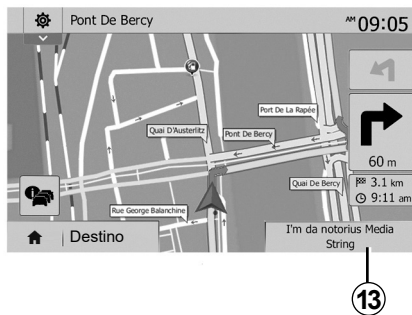 Pont De Bercy
AM 09:05
Port De La Rapée
Quai D'Austerlitz
Pont De Bercy
60 m
Quai De Bercy
3.1 km
9:11 am
Rue George Balanchine
Destino
I'm da notorius Media
String
13